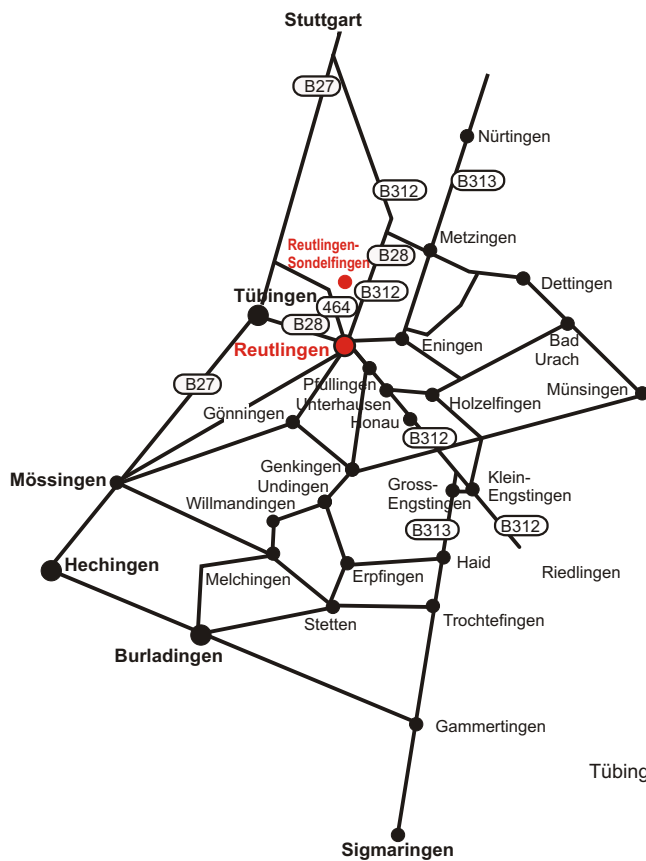 Stuttgart
B27
Nürtingen
B313
B312
Metzingen
Reutlingen-
Sondelfingen
B28
Dettingen
B312
Tübingen
464
B28
Reutlingen
Eningen
Bad
Urach
B27
Pfullingen
Münsingen
Unterhausen
Holzelfingen
Gönningen
Honau
B312
Genkingen
Mössingen
Undingen
Gross-
Engstingen
Klein-
Engstingen
Willmandingen
B313
B312
Hechingen
Melchingen
Erpfingen
Haid
Riedlingen
Stetten
Trochtefingen
Burladingen
Gammertingen
Tübing
Sigmaringen